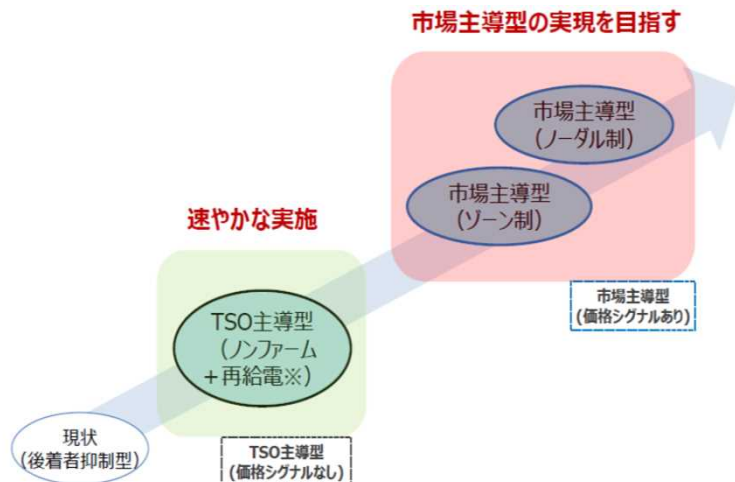 市場主導型の実現を目指す
市場主導型
(ノーダル制)
市場主導型
(ゾーン制)
速やかな実施
市場主導型
(価格シグナルあり)
TSO主導型
(ノンファーム
+再給電※)
現状
(後着者抑制型)
TSO主導型
(価格シグナルなし)